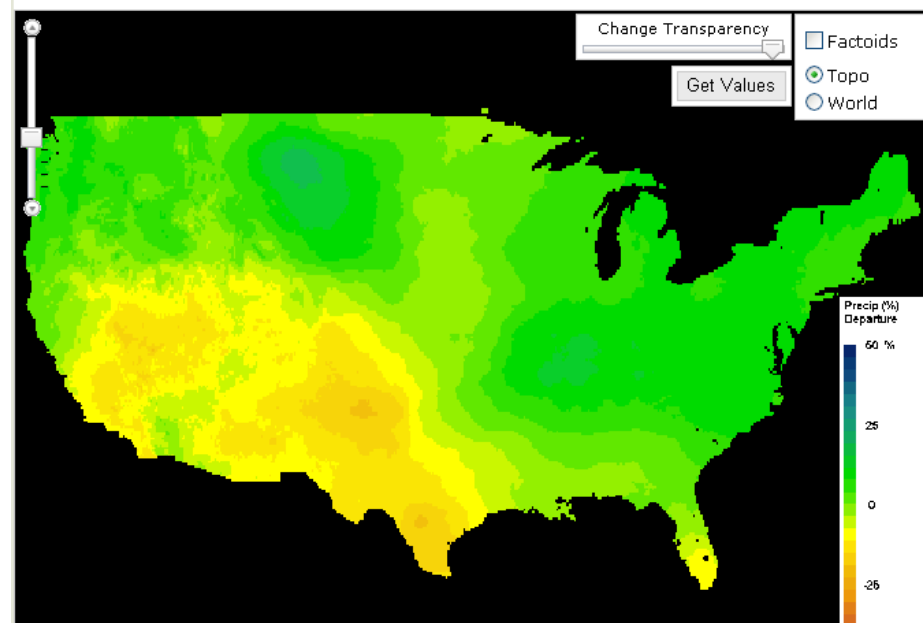 Change Transparency
Get Values
Factoids
Topo
World
Precip (%)
Departure
50 %
25
0
-25